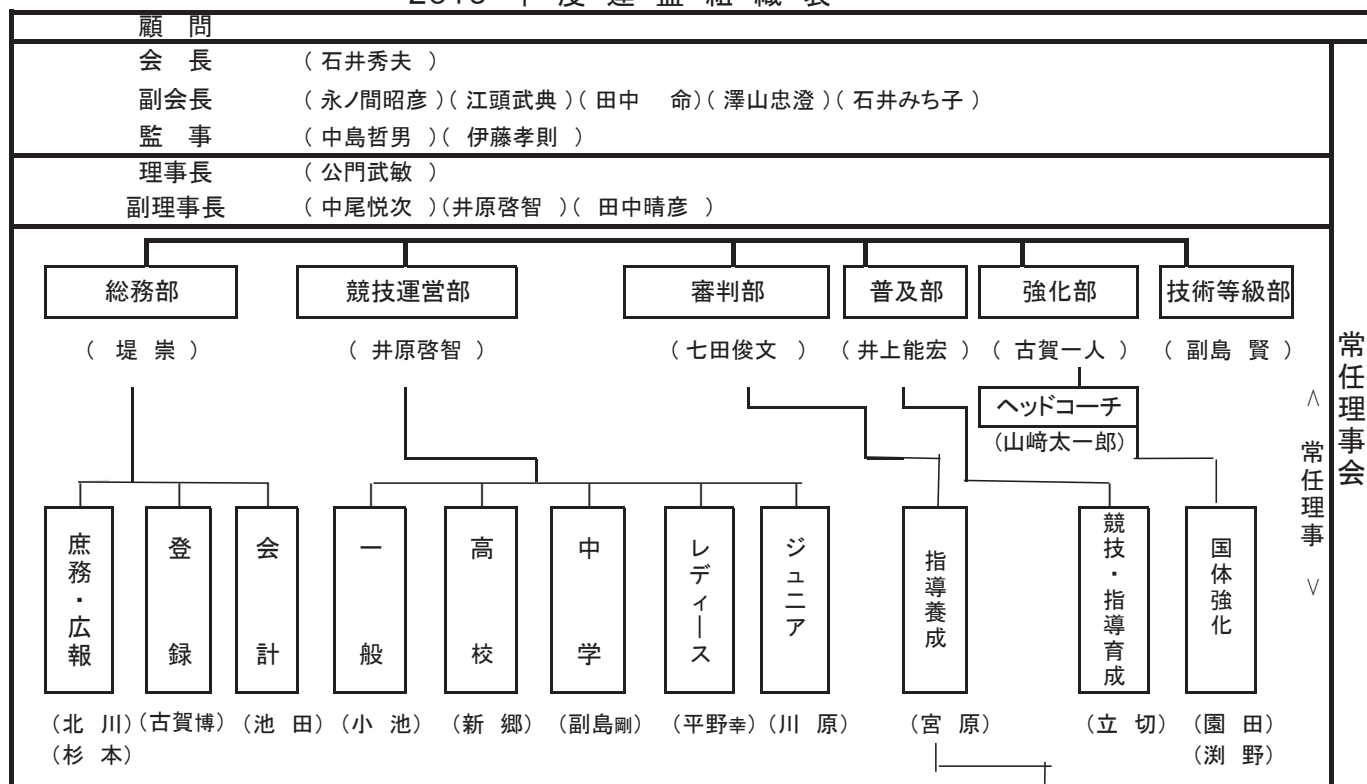 顧 問
会 長 （ 石井秀夫 ）
副会長 （ 永ノ間昭彦 ）（ 江頭武典 ）（ 田中 命 ）（ 澤山忠澄 ）（ 石井みち子 ）
監 事 （ 中島哲男 ）（ 伊藤孝則 ）
理事長 （ 公門武敏 ）
副理事長 （ 中尾悦次 ）（井原啓智 ）（ 田中晴彦 ）
総務部 競技運営部 審判部 普及部 強化部 技術等級部
（ 堤 崇 ） （ 井原啓智 ） （ 七田俊文 ） （ 井上能宏 ） （ 古賀一人 ） （ 副島 賢 ）
ヘッドコーチ
（山﨑太一郎）
庶務・広報 登録 会計 一般 高校 中学 レディース ジュニア 指導養成 競技・指導育成 国体強化
（北 川） （古賀博） （池 田） （小 池） （新 郷） （副島剛） （平野幸） （川 原） （宮 原） （立 切） （園 田）
（杉 本） （渕 野）
＜ 常任理事 ＞
常任理事会